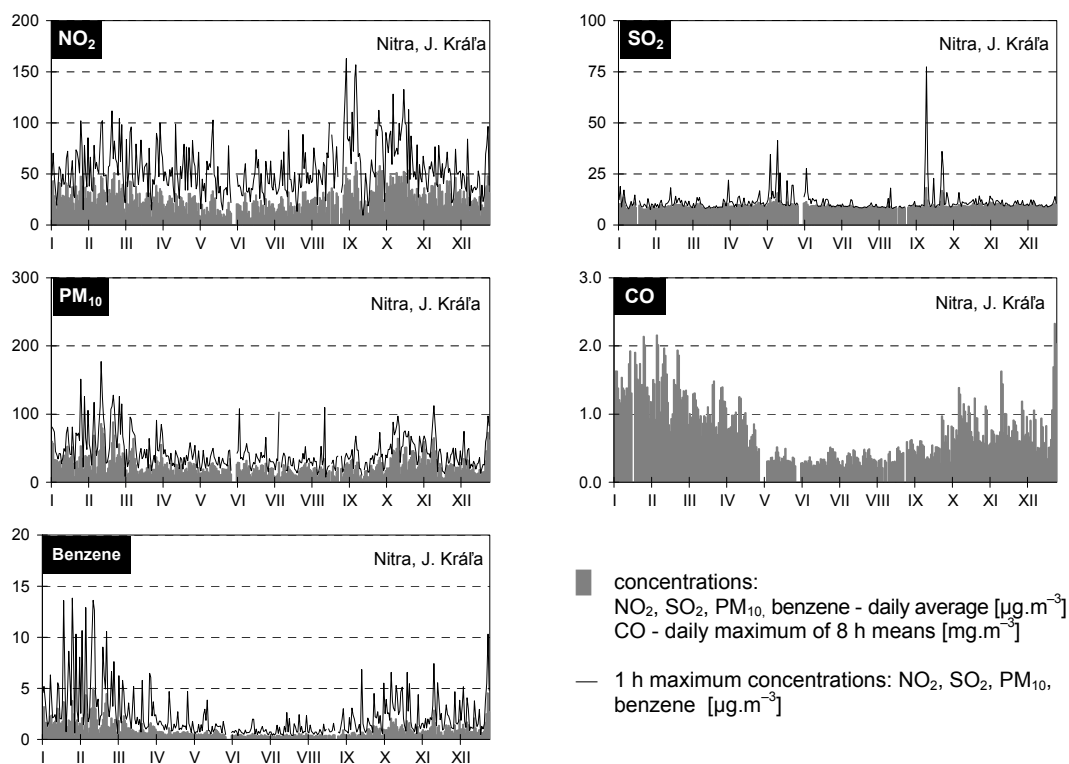 NO₂
Nitra, J. Kráľa
200
150
100
50
0
I II III IV V VI VII VIII IX X XI XII
SO₂
Nitra, J. Kráľa
100
75
50
25
0
I II III IV V VI VII VIII IX X XI XII
PM₁₀
Nitra, J. Kráľa
300
200
100
0
I II III IV V VI VII VIII IX X XI XII
CO
Nitra, J. Kráľa
3.0
2.0
1.0
0.0
I II III IV V VI VII VIII IX X XI XII
Benzene
Nitra, J. Kráľa
20
15
10
5
0
I II III IV V VI VII VIII IX X XI XII
concentrations:
NO₂, SO₂, PM₁₀, benzene - daily average [µg.m⁻³]
CO - daily maximum of 8 h means [mg.m⁻³]
1 h maximum concentrations: NO₂, SO₂, PM₁₀,
benzene [µg.m⁻³]